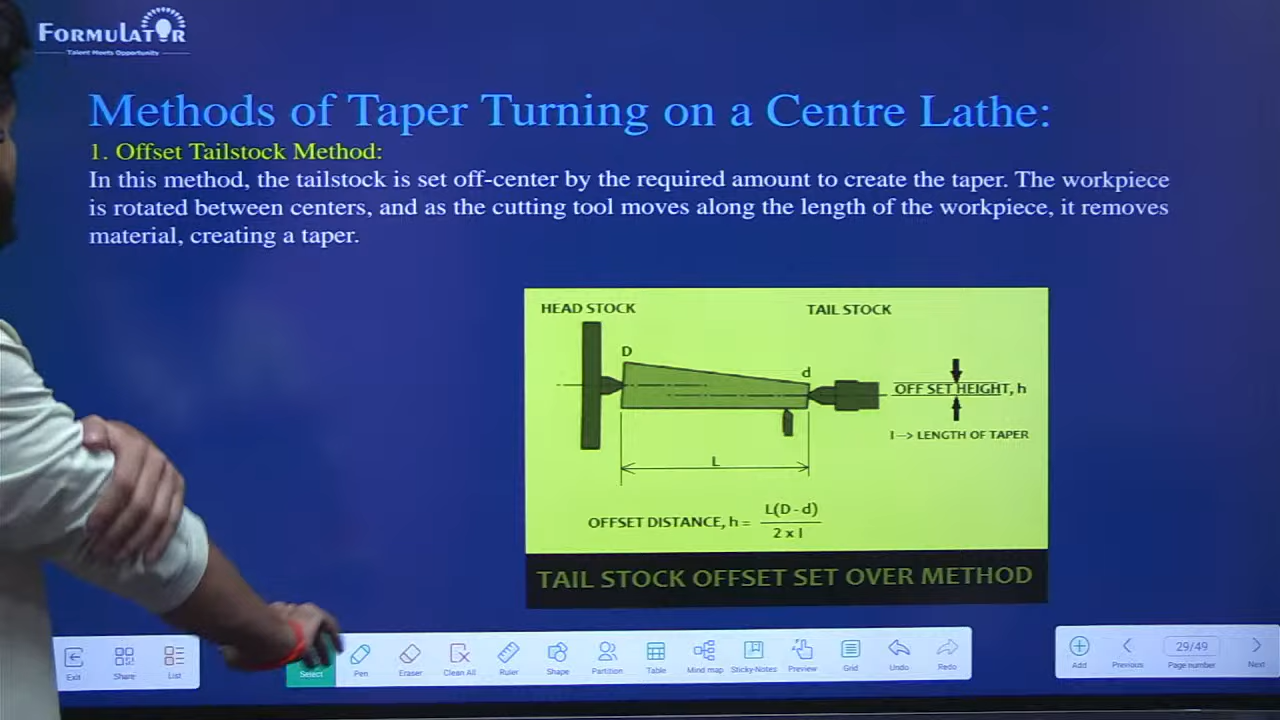 FORMULATOR
Talent Meets Opportunity
Methods of Taper Turning on a Centre Lathe:
1. Offset Tailstock Method:
In this method, the tailstock is set off-center by the required amount to create the taper. The workpiece
is rotated between centers, and as the cutting tool moves along the length of the workpiece, it removes
material, creating a taper.
HEAD STOCK
TAIL STOCK
D
d
OFF SET HEIGHT, h
l -> LENGTH OF TAPER
L
OFFSET DISTANCE, h = L(D - d)
2 x l
TAIL STOCK OFFSET SET OVER METHOD
Exit
Share
List
Select
Pen
Eraser
Clean All
Ruler
Shape
Partition
Table
Mind map
Sticky-Notes
Preview
Grid
Undo
Redo
Add
Previous
29/49
Page number
Next